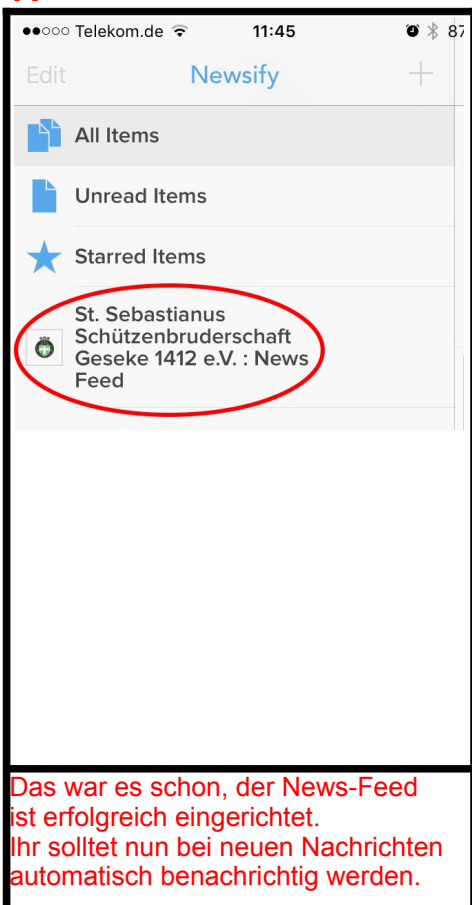 Telekom.de 11:45 87
Edit Newsify +
All Items
Unread Items
Starred Items
St. Sebastianus
Schützenbruderschaft
Geseke 1412 e.V. : News
Feed
Das war es schon, der News-Feed
ist erfolgreich eingerichtet.
Ihr solltet nun bei neuen Nachrichten
automatisch benachrichtig werden.